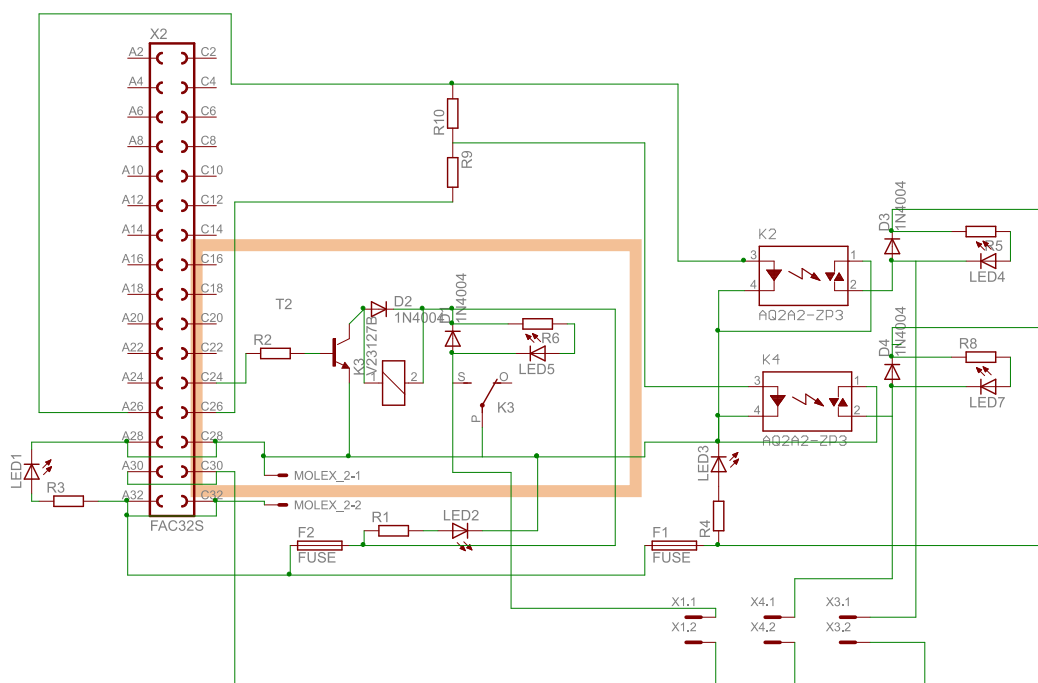 X2
A2 C2
A4 C4
A6 C6
A8 C8
A10 C10
A12 C12
A14 C14
A16 C16
A18 C18
A20 C20
A22 C22
A24 C24
A26 C26
A28 C28
A30 C30
A32 C32
FAC32S
LED1
R3
R10
R9
T2
R2
K3
V23127B
1 2
D2
1N4004
D1
1N4004
R6
LED5
S O
P
K3
MOLEX_2-1
MOLEX_2-2
F2
FUSE
R1
LED2
F1
FUSE
LED3
R4
K2
3 1
4 2
AQ2A2-ZP3
D3
1N4004
R5
LED4
K4
3 1
4 2
AQ2A2-ZP3
D4
1N4004
R8
LED7
X1.1 X4.1 X3.1
X1.2 X4.2 X3.2